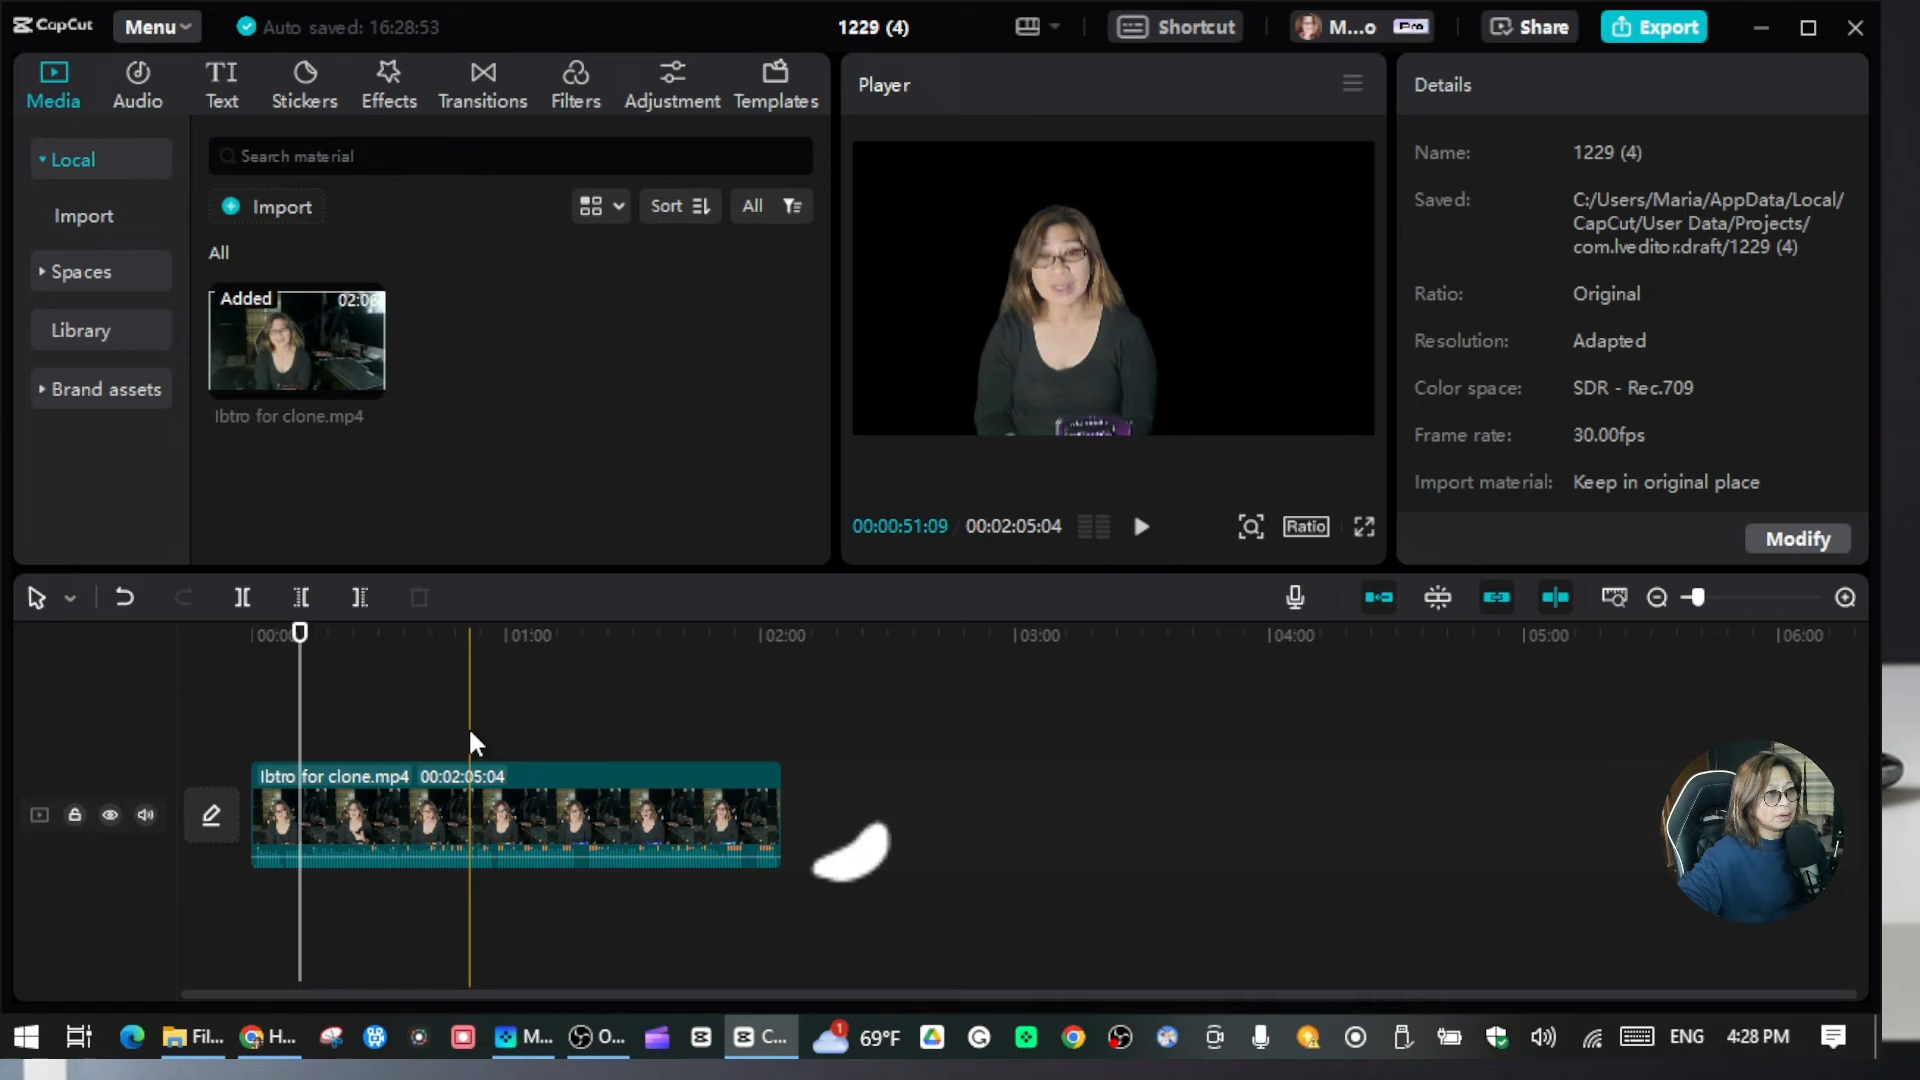 CapCut
Menu
Auto saved: 16:28:53
1229 (4)
Shortcut
M...o
Pro
Share
Export
Media
Audio
TI
Text
Stickers
Effects
Transitions
Filters
Adjustment
Templates
Local
Import
Spaces
Library
Brand assets
Search material
Import
Sort
All
All
Added
02:06
Ibtro for clone.mp4
Player
00:00:51:09
00:02:05:04
Ratio
Details
Name:
1229 (4)
Saved:
C:/Users/Maria/AppData/Local/
CapCut/User Data/Projects/
com.lveditor.draft/1229 (4)
Ratio:
Original
Resolution:
Adapted
Color space:
SDR - Rec.709
Frame rate:
30.00fps
Import material:
Keep in original place
Modify
01:00
02:00
03:00
04:00
05:00
06:00
Ibtro for clone.mp4 00:02:05:04
Fil...
H...
M...
O...
C...
1
69°F
ENG
4:28 PM